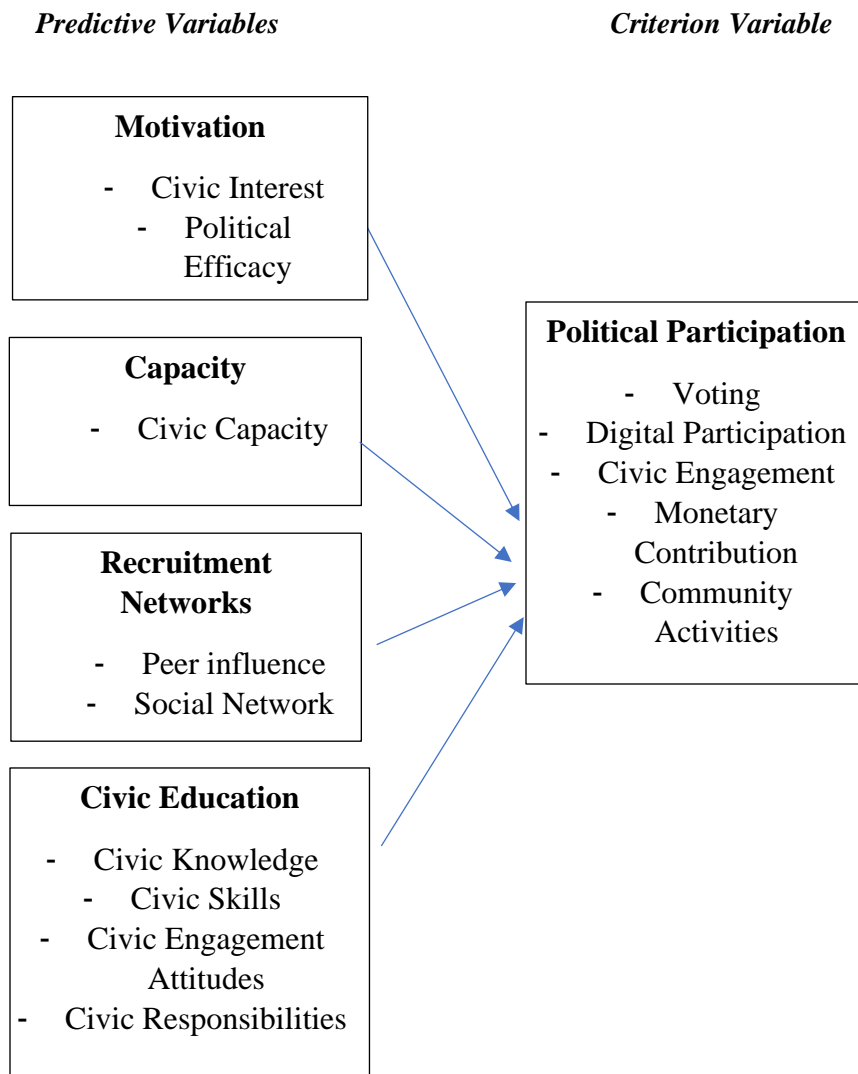 Predictive Variables
Criterion Variable
Motivation
- Civic Interest
- Political
Efficacy
Capacity
- Civic Capacity
Recruitment
Networks
- Peer influence
- Social Network
Civic Education
- Civic Knowledge
- Civic Skills
- Civic Engagement
Attitudes
- Civic Responsibilities
Political Participation
- Voting
- Digital Participation
- Civic Engagement
- Monetary
Contribution
- Community
Activities